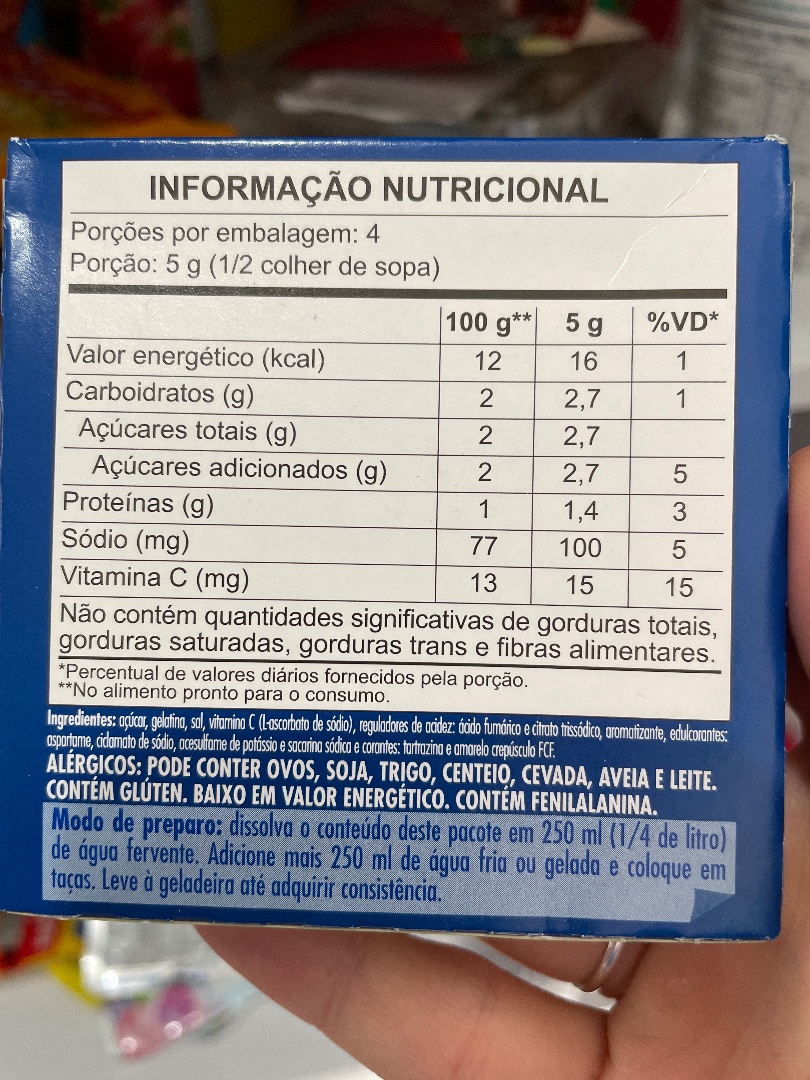 INFORMAÇÃO NUTRICIONAL
Porções por embalagem: 4
Porção: 5 g (1/2 colher de sopa)
100 g** 5 g %VD*
Valor energético (kcal) 12 16 1
Carboidratos (g) 2 2,7 1
Açúcares totais (g) 2 2,7
Açúcares adicionados (g) 2 2,7 5
Proteínas (g) 1 1,4 3
Sódio (mg) 77 100 5
Vitamina C (mg) 13 15 15
Não contém quantidades significativas de gorduras totais,
gorduras saturadas, gorduras trans e fibras alimentares.
*Percentual de valores diários fornecidos pela porção.
**No alimento pronto para o consumo.
Ingredientes: açúcar, gelatina, sal, vitamina C (L-ascorbato de sódio), reguladores de acidez: ácido fumárico e citrato trissódico, aromatizante, edulcorantes:
aspartame, ciclamato de sódio, acesulfame de potássio e sacarina sódica e corantes: tartrazina e amarelo crepúsculo FCF.
ALÉRGICOS: PODE CONTER OVOS, SOJA, TRIGO, CENTEIO, CEVADA, AVEIA E LEITE.
CONTÉM GLÚTEN. BAIXO EM VALOR ENERGÉTICO. CONTÉM FENILALANINA.
Modo de preparo: dissolva o conteúdo deste pacote em 250 ml (1/4 de litro)
de água fervente. Adicione mais 250 ml de água fria ou gelada e coloque em
taças. Leve à geladeira até adquirir consistência.